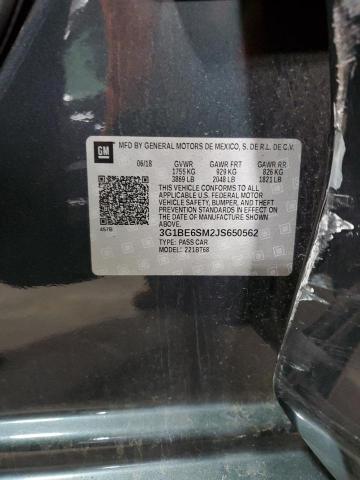 GM
MFD BY GENERAL MOTORS DE MEXICO, S. DE R.L. DE C.V.
06/18 GVWR GAWR FRT GAWR RR
1755 KG 929 KG 826 KG
3869 LB 2048 LB 1821 LB
THIS VEHICLE CONFORMS TO ALL
APPLICABLE U.S. FEDERAL MOTOR
VEHICLE SAFETY, BUMPER, AND THEFT
PREVENTION STANDARDS IN EFFECT ON
THE DATE OF MANUFACTURE SHOWN
ABOVE.
4S7B
3G1BE6SM2JS650562
TYPE: PASS CAR
MODEL: 221BT68